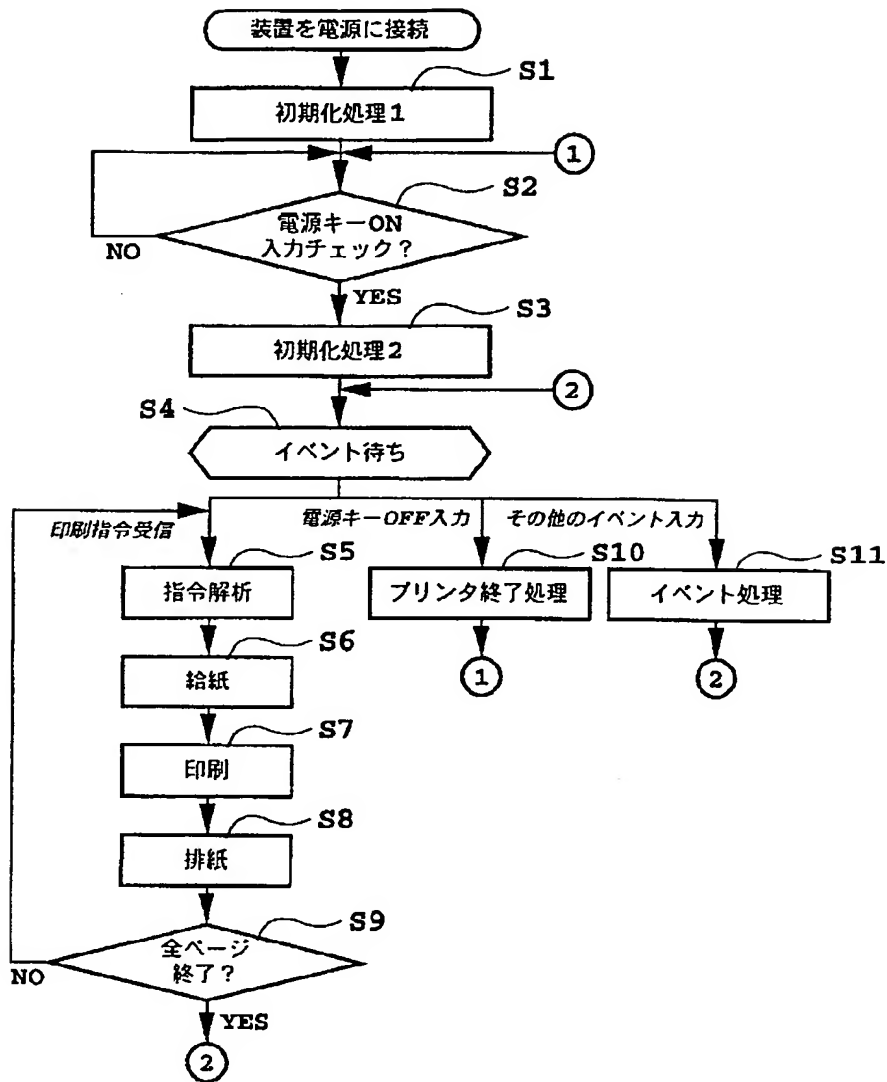 装置を電源に接続
S1
初期化処理1
1
S2
電源キーON
入力チェック?
NO
YES
S3
初期化処理2
2
S4
イベント待ち
印刷指令受信
電源キーOFF入力
その他のイベント入力
S5
指令解析
S10
プリンタ終了処理
S11
イベント処理
S6
給紙
1
2
S7
印刷
S8
排紙
S9
全ページ
終了?
NO
YES
2